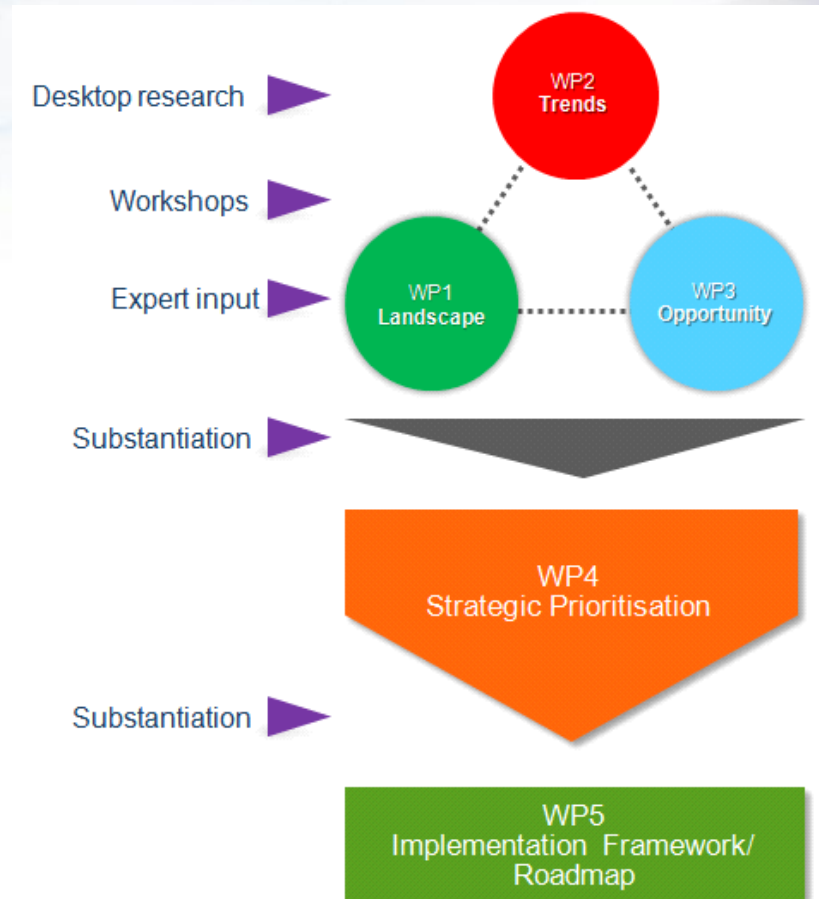 Desktop research
WP2
Trends
Workshops
Expert input
WP1
Landscape
WP3
Opportunity
Substantiation
WP4
Strategic Prioritisation
Substantiation
WP5
Implementation Framework/
Roadmap